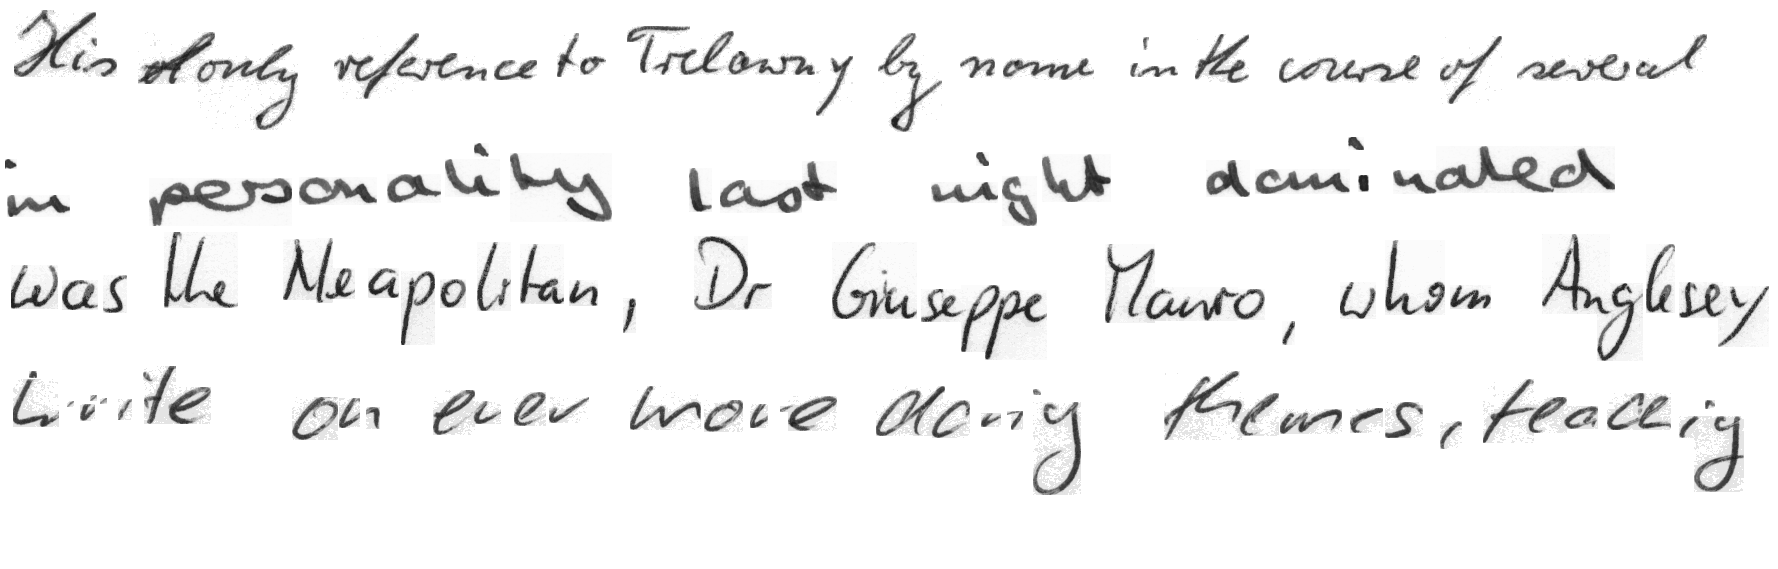 His only reference to Trelawny by name in the course of several
in personality last night dominated
was the Neapolitan, Dr Giuseppe Mauro, whom Anglesey
write on ever more daring themes, teaching